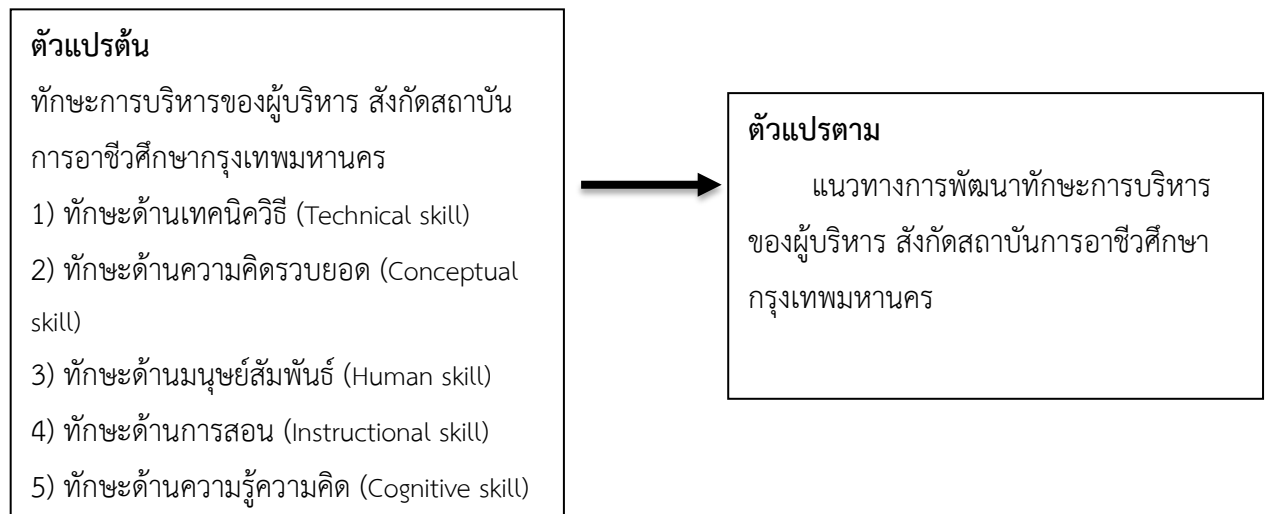 ตัวแปรต้น
ทักษะการบริหารของผู้บริหาร สังกัดสถาบัน
การอาชีวศึกษากรุงเทพมหานคร
1) ทักษะด้านเทคนิควิธี (Technical skill)
2) ทักษะด้านความคิดรวบยอด (Conceptual
skill)
3) ทักษะด้านมนุษย์สัมพันธ์ (Human skill)
4) ทักษะด้านการสอน (Instructional skill)
5) ทักษะด้านความรู้ความคิด (Cognitive skill)
ตัวแปรตาม
แนวทางการพัฒนาทักษะการบริหาร
ของผู้บริหาร สังกัดสถาบันการอาชีวศึกษา
กรุงเทพมหานคร